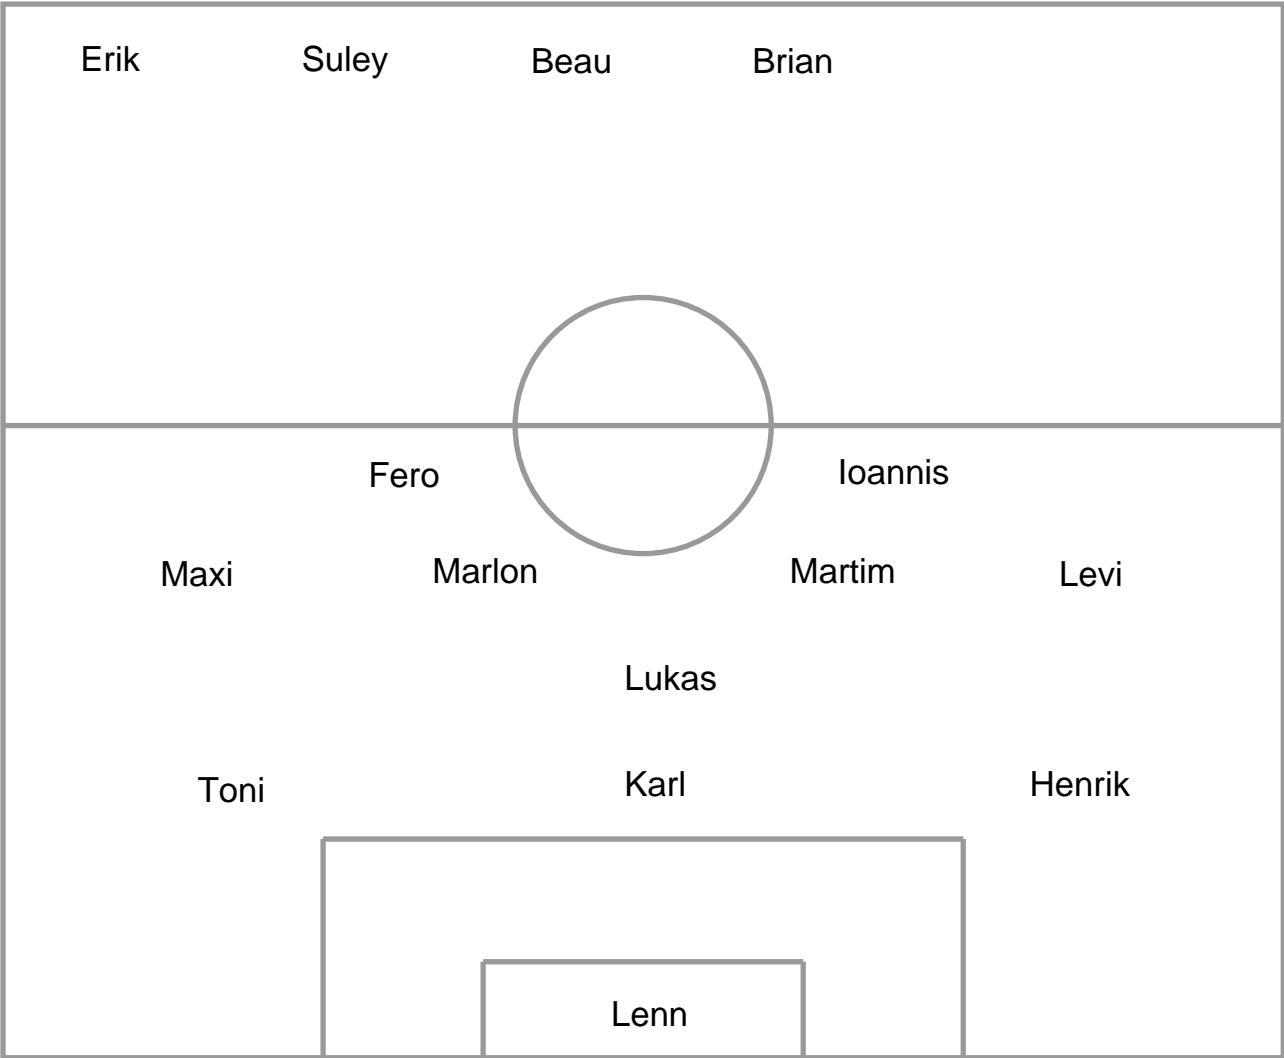 Erik Suley Beau Brian
Fero Ioannis
Maxi Marlon Martim Levi
Lukas
Toni Karl Henrik
Lenn